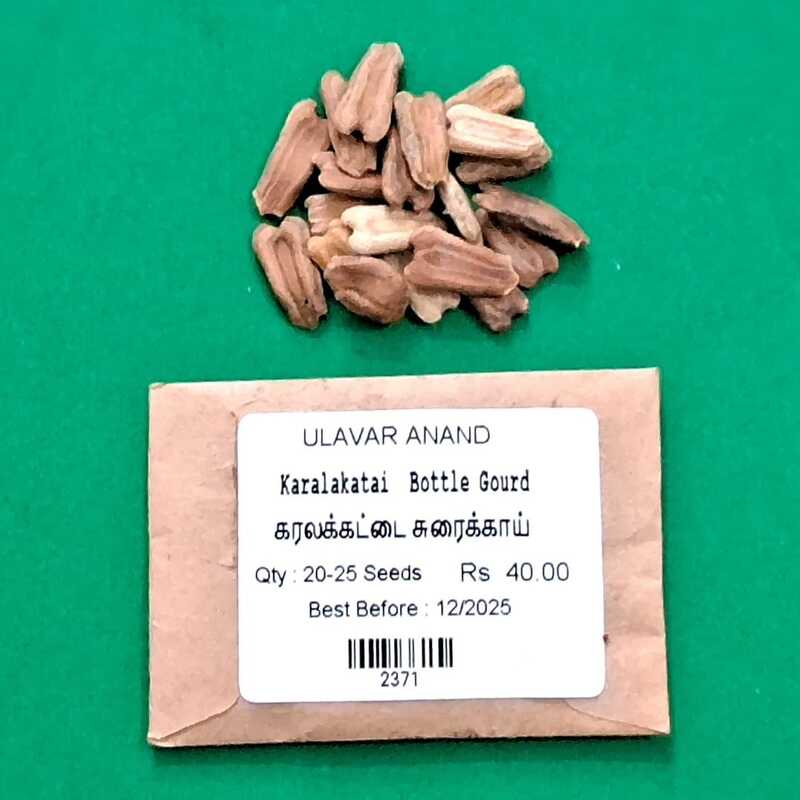 ULAVAR ANAND
Karalakatai Bottle Gourd
கரலக்கட்டை சுரைக்காய்
Qty : 20-25 Seeds Rs 40.00
Best Before : 12/2025
2371